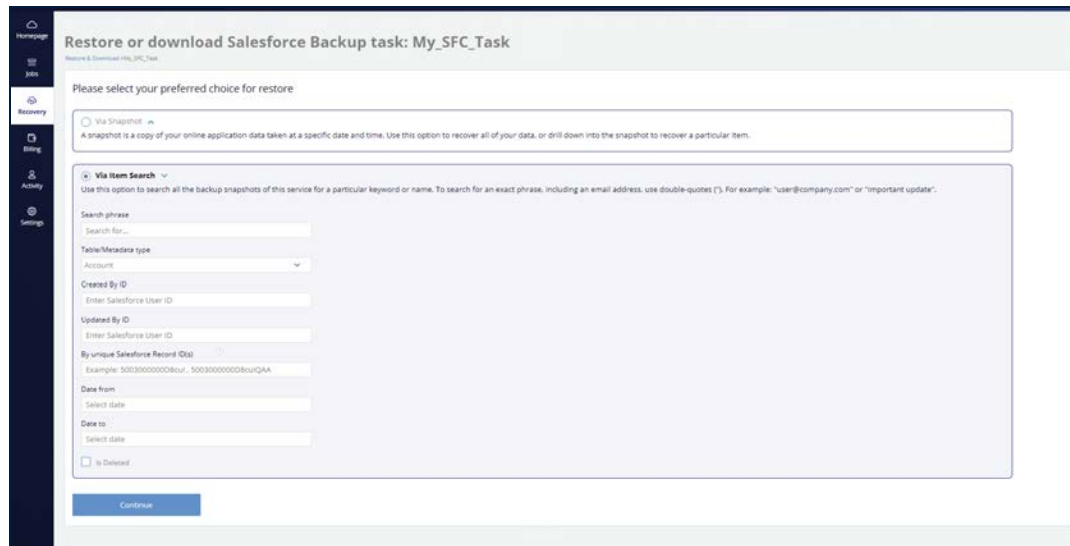 Homepage
Jobs
Recovery
Billing
Activity
Settings
Restore or download Salesforce Backup task: My_SFC_Task
Restore & Download >My_SFC_Task
Please select your preferred choice for restore
Via Snapshot
A snapshot is a copy of your online application data taken at a specific date and time. Use this option to recover all of your data, or drill down into the snapshot to recover a particular item.
Via Item Search
Use this option to search all the backup snapshots of this service for a particular keyword or name. To search for an exact phrase, including an email address, use double-quotes ("). For example: "user@company.com" or "important update".
Search phrase
Search for...
Table/Metadata type
Account
Created By ID
Enter Salesforce User ID
Updated By ID
Enter Salesforce User ID
By unique Salesforce Record ID(s)
Example: 5003000000D8cuI, 5003000000D8cuIQAA
Date from
Select date
Date to
Select date
Is Deleted
Continue